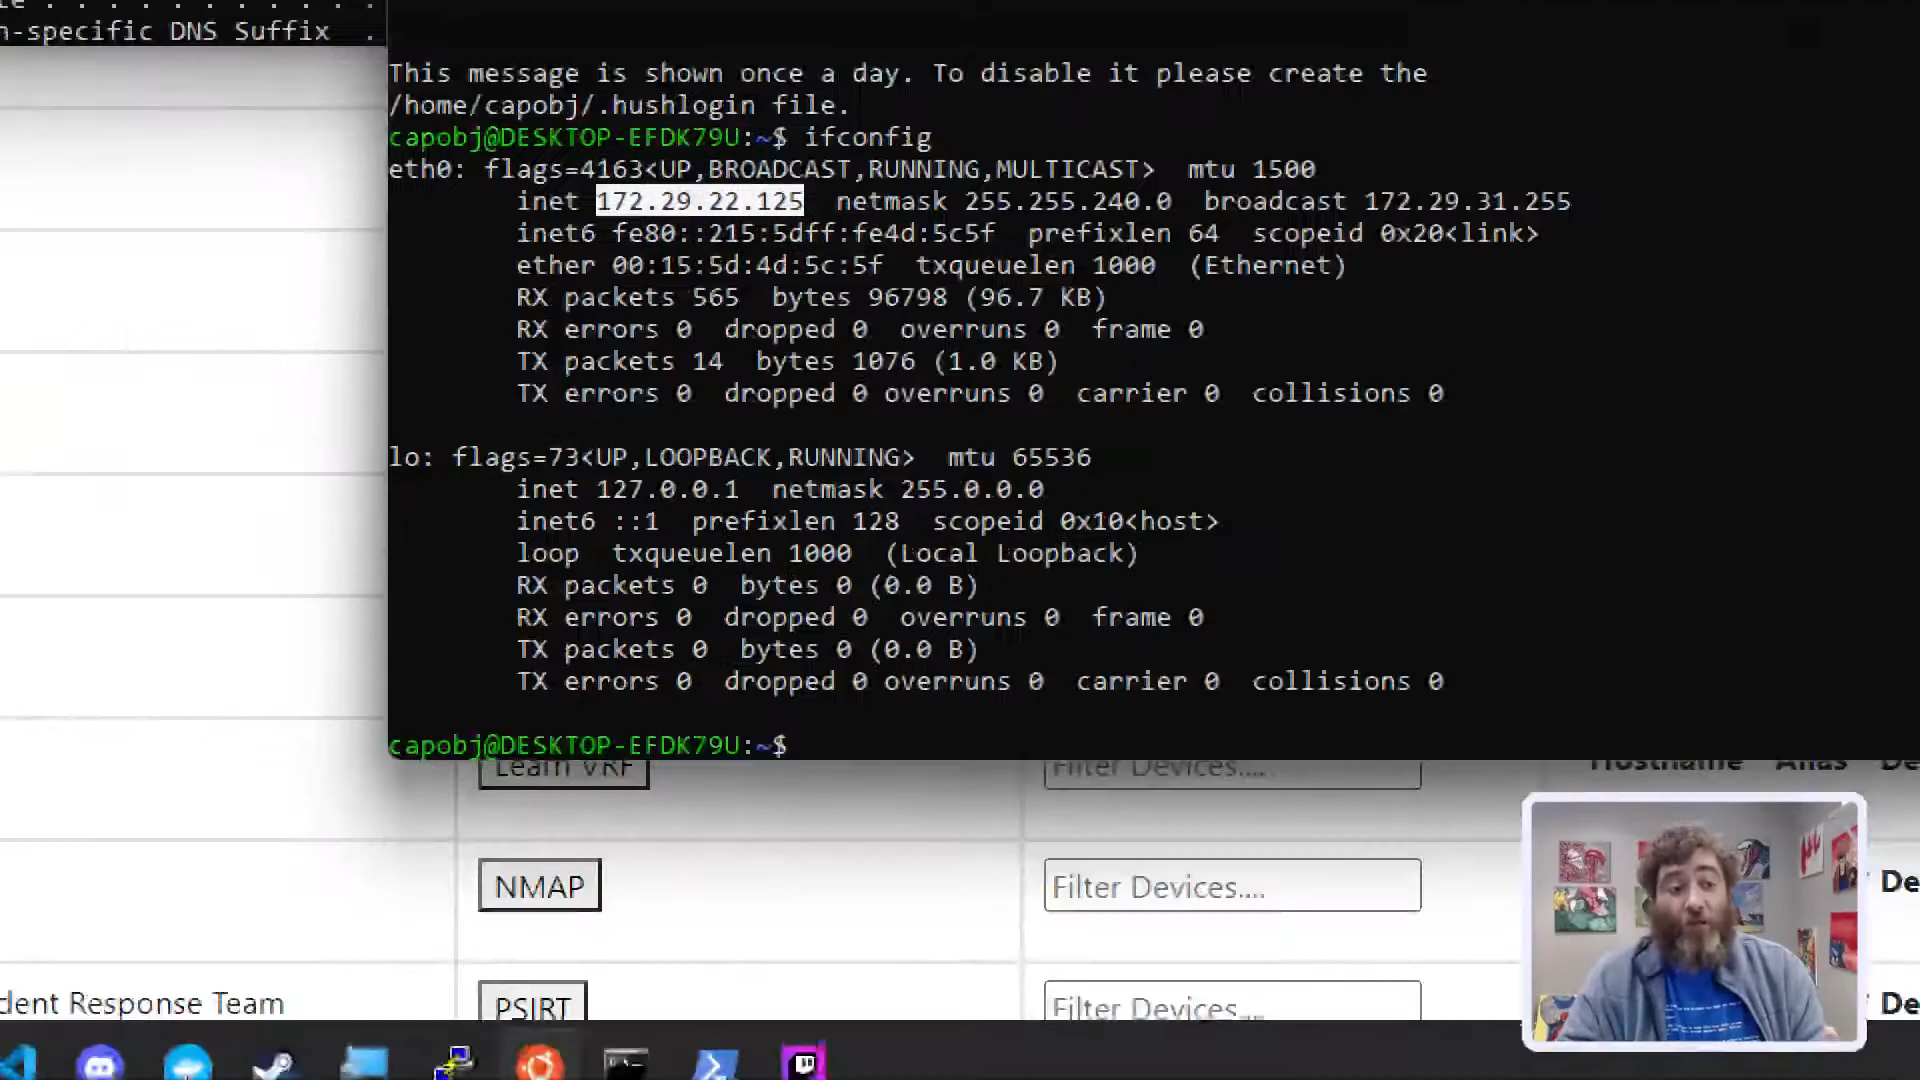 n-specific DNS Suffix .
This message is shown once a day. To disable it please create the
/home/capobj/.hushlogin file.
capobj@DESKTOP-EFDK79U:~$ ifconfig
eth0: flags=4163<UP,BROADCAST,RUNNING,MULTICAST> mtu 1500
inet 172.29.22.125 netmask 255.255.240.0 broadcast 172.29.31.255
inet6 fe80::215:5dff:fe4d:5c5f prefixlen 64 scopeid 0x20<link>
ether 00:15:5d:4d:5c:5f txqueuelen 1000 (Ethernet)
RX packets 565 bytes 96798 (96.7 KB)
RX errors 0 dropped 0 overruns 0 frame 0
TX packets 14 bytes 1076 (1.0 KB)
TX errors 0 dropped 0 overruns 0 carrier 0 collisions 0
lo: flags=73<UP,LOOPBACK,RUNNING> mtu 65536
inet 127.0.0.1 netmask 255.0.0.0
inet6 ::1 prefixlen 128 scopeid 0x10<host>
loop txqueuelen 1000 (Local Loopback)
RX packets 0 bytes 0 (0.0 B)
RX errors 0 dropped 0 overruns 0 frame 0
TX packets 0 bytes 0 (0.0 B)
TX errors 0 dropped 0 overruns 0 carrier 0 collisions 0
capobj@DESKTOP-EFDK79U:~$
Learn VRF Filter Devices.... Hostname Alias De
NMAP Filter Devices.... De
dent Response Team PSIRT Filter Devices.... De